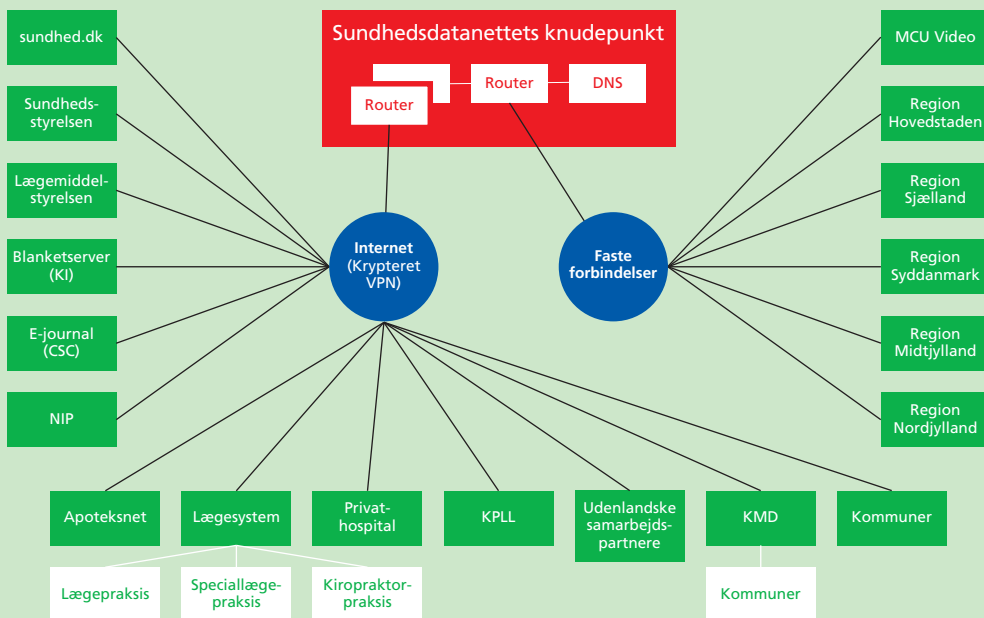 Sundhedsdatanettets knudepunkt
Router
Router
DNS
sundhed.dk
Sundheds-
styrelsen
Lægemiddel-
styrelsen
Blanketserver
(KI)
E-journal
(CSC)
NIP
Internet
(Krypteret
VPN)
Faste
forbindelser
MCU Video
Region
Hovedstaden
Region
Sjælland
Region
Syddanmark
Region
Midtjylland
Region
Nordjylland
Apoteksnet
Lægesystem
Privat-
hospital
KPLL
Udenlandske
samarbejds-
partnere
KMD
Kommuner
Lægepraksis
Speciallæge-
praksis
Kiropraktor-
praksis
Kommuner